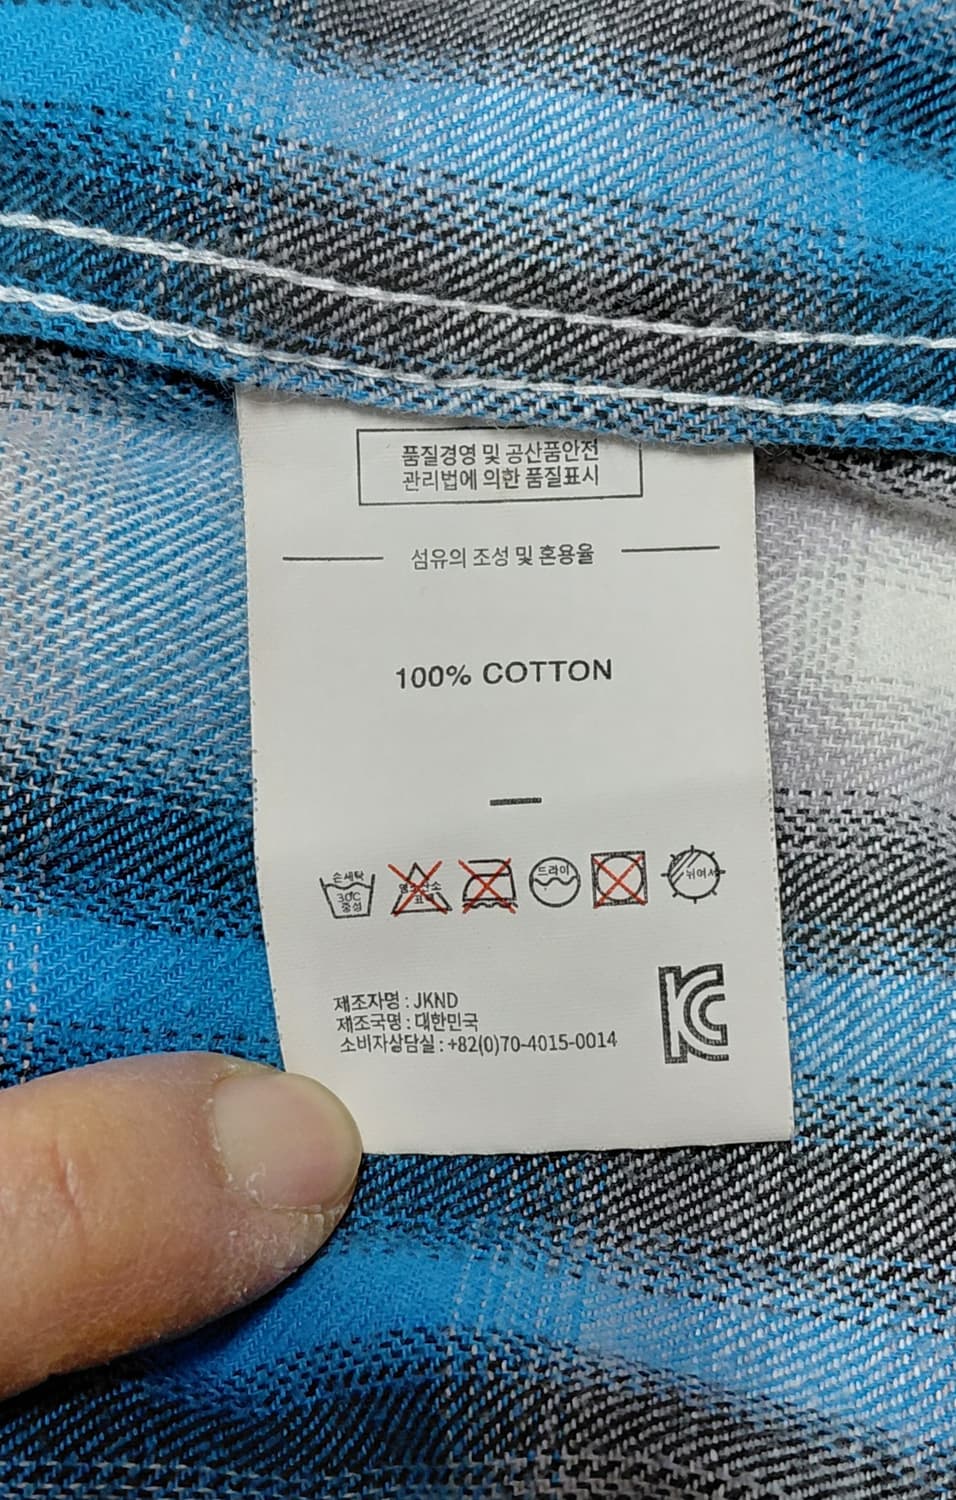 품질경영 및 공산품안전
관리법에 의한 품질표시
섬유의 조성 및 혼용율
100% COTTON
손세탁
30℃
중성
드라이
뉘어서
제조자명 : JKND
제조국명 : 대한민국
소비자상담실 : +82(0)70-4015-0014
KC